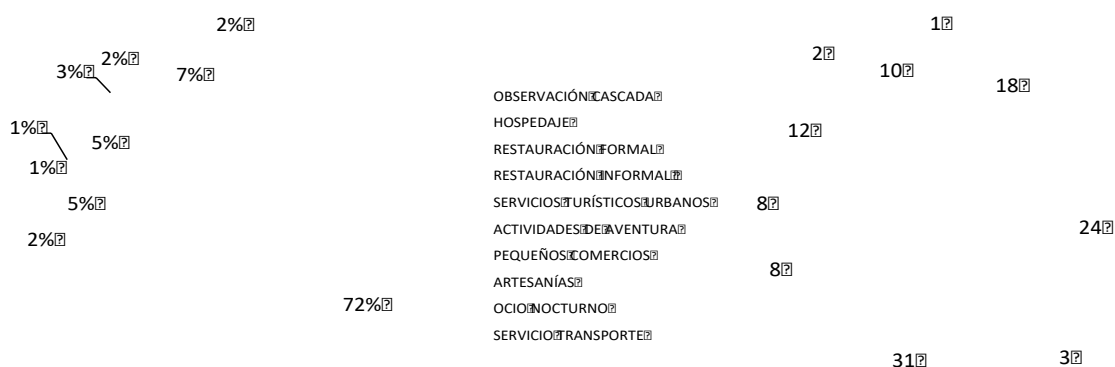 2%
2%
3%
7%
1%
5%
1%
5%
2%
72%
OBSERVACIÓN CASCADA
HOSPEDAJE
RESTAURACIÓN FORMAL
RESTAURACIÓN INFORMAL
SERVICIOS TURÍSTICOS URBANOS
ACTIVIDADES DE AVENTURA
PEQUEÑOS COMERCIOS
ARTESANÍAS
OCIO NOCTURNO
SERVICIO TRANSPORTE
1
2
10
18
12
8
24
8
31
3